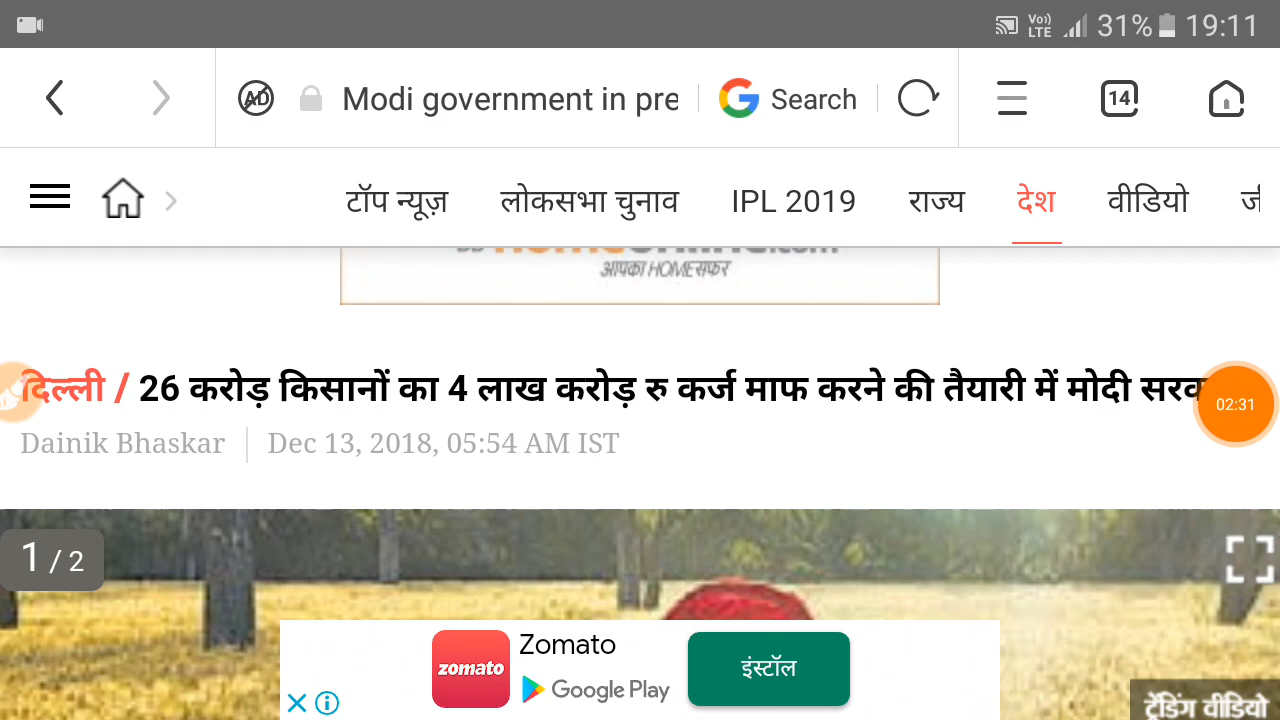 31% 19:11
AD Modi government in pre Search 14
टॉप न्यूज़ लोकसभा चुनाव IPL 2019 राज्य देश वीडियो
आपका HOMEसफर
दिल्ली / 26 करोड़ किसानों का 4 लाख करोड़ रु कर्ज माफ करने की तैयारी में मोदी
02:31
Dainik Bhaskar Dec 13, 2018, 05:54 AM IST
1 / 2
zomato Zomato
Google Play
इंस्टॉल
ट्रेंडिंग वीडियो